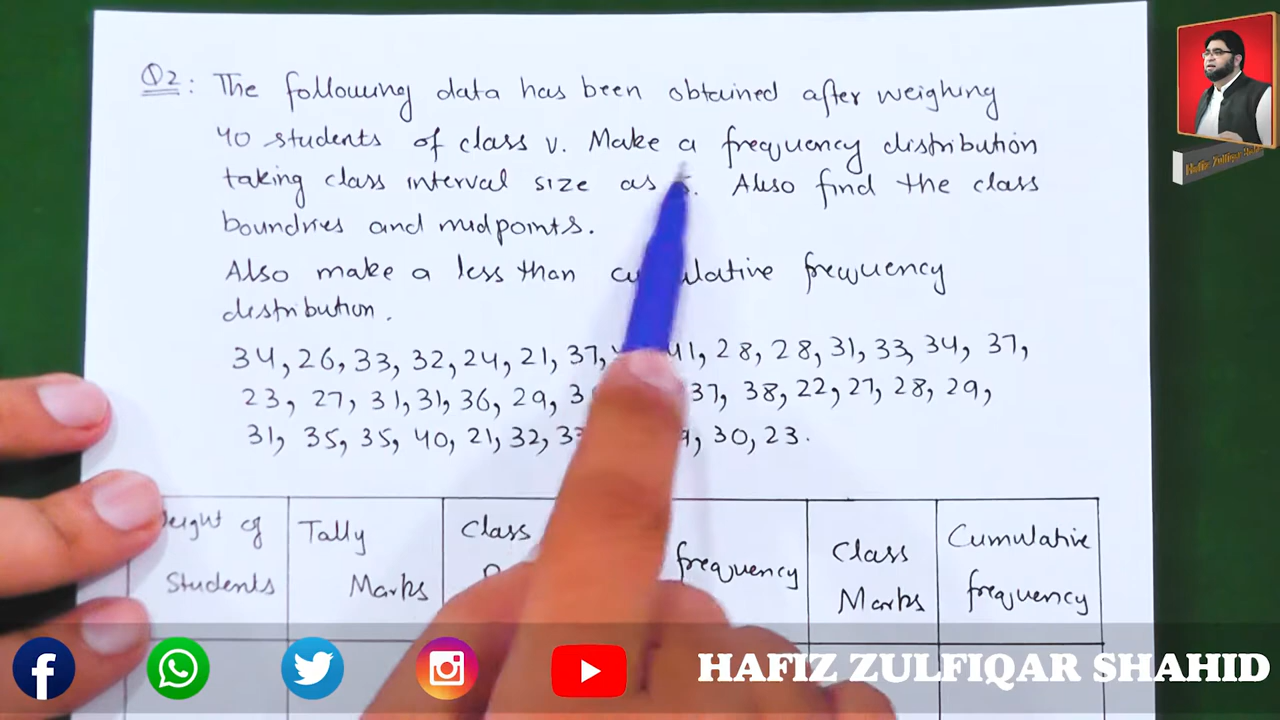 Q2: The following data has been obtained after weighing
40 students of class v. Make a frequency distribution
taking class interval size as 5. Also find the class
boundries and midpoints.
Also make a less than cumulative frequency
distribution.
34, 26, 33, 32, 24, 21, 37, 41, 28, 28, 31, 33, 34, 37,
23, 27, 31, 31, 36, 29, 37, 38, 22, 27, 28, 29,
31, 35, 35, 40, 21, 32, 30, 23.
Students
Tally Marks
Class
frequency
Class Marks
Cumulative frequency
HAFIZ ZULFIQAR SHAHID